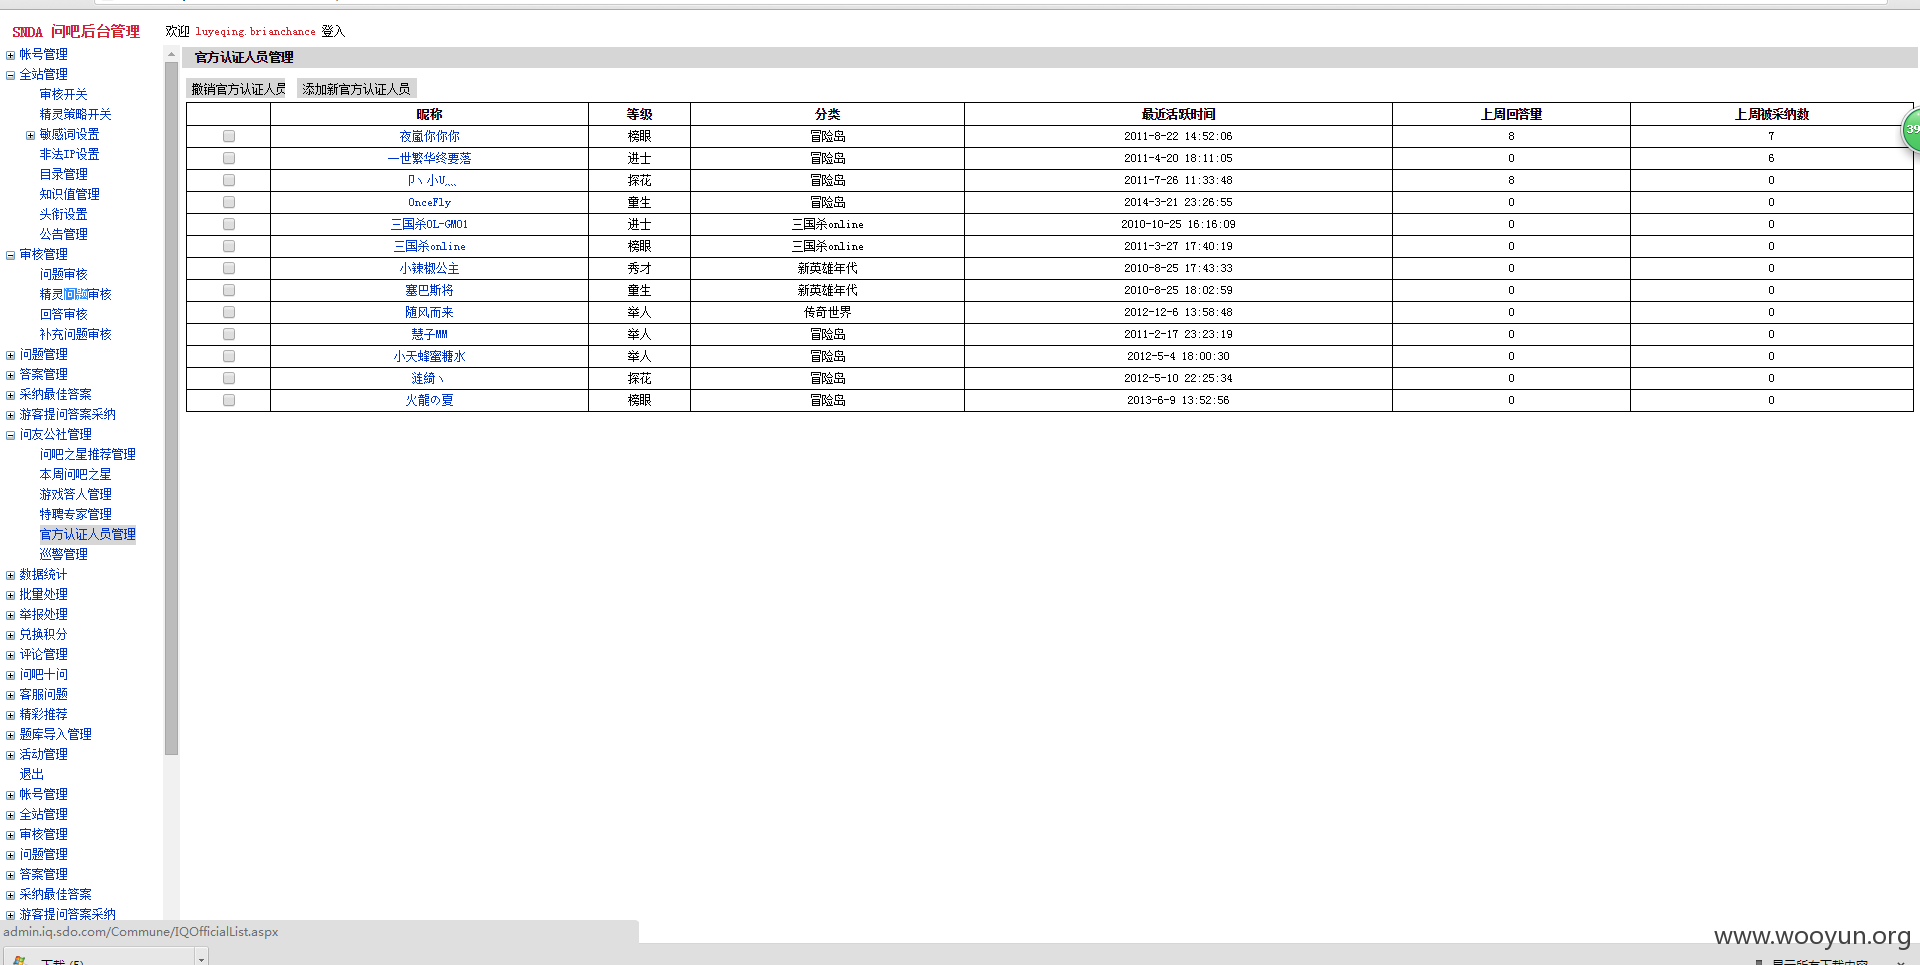 SNDA 问吧后台管理
欢迎 luyeqing.brianchance 登入
帐号管理
全站管理
审核开关
精灵策略开关
敏感词设置
非法IP设置
目录管理
知识值管理
头衔设置
公告管理
审核管理
问题审核
精灵问题审核
回答审核
补充问题审核
问题管理
答案管理
采纳最佳答案
游客提问答案采纳
问友公社管理
问吧之星推荐管理
本周问吧之星
游戏答人管理
特聘专家管理
官方认证人员管理
巡警管理
数据统计
批量处理
举报处理
兑换积分
评论管理
问吧十问
客服问题
精彩推荐
题库导入管理
活动管理
退出
帐号管理
全站管理
审核管理
问题管理
答案管理
采纳最佳答案
游客提问答案采纳
官方认证人员管理
撤销官方认证人员 添加新官方认证人员
昵称 等级 分类 最近活跃时间 上周回答量 上周被采纳数
夜嵐你你你 榜眼 冒险岛 2011-8-22 14:52:06 8 7
一世繁华终要落 进士 冒险岛 2011-4-20 18:11:05 0 6
卩ヽ小U灬 探花 冒险岛 2011-7-26 11:33:48 8 0
OnceFly 童生 冒险岛 2014-3-21 23:26:55 0 0
三国杀OL-GM01 进士 三国杀online 2010-10-25 16:16:09 0 0
三国杀online 榜眼 三国杀online 2011-3-27 17:40:19 0 0
小辣椒公主 秀才 新英雄年代 2010-8-25 17:43:33 0 0
塞巴斯将 童生 新英雄年代 2010-8-25 18:02:59 0 0
随风而来 举人 传奇世界 2012-12-6 13:58:48 0 0
慧子MM 举人 冒险岛 2011-2-17 23:23:19 0 0
小天蜂蜜糖水 举人 冒险岛 2012-5-4 18:00:30 0 0
涟绮ヽ 探花 冒险岛 2012-5-10 22:25:34 0 0
火龍の夏 榜眼 冒险岛 2013-6-9 13:52:56 0 0
39
admin.iq.sdo.com/Commune/IQOfficialList.aspx
www.wooyun.org
下载 (5)
显示所有下载内容